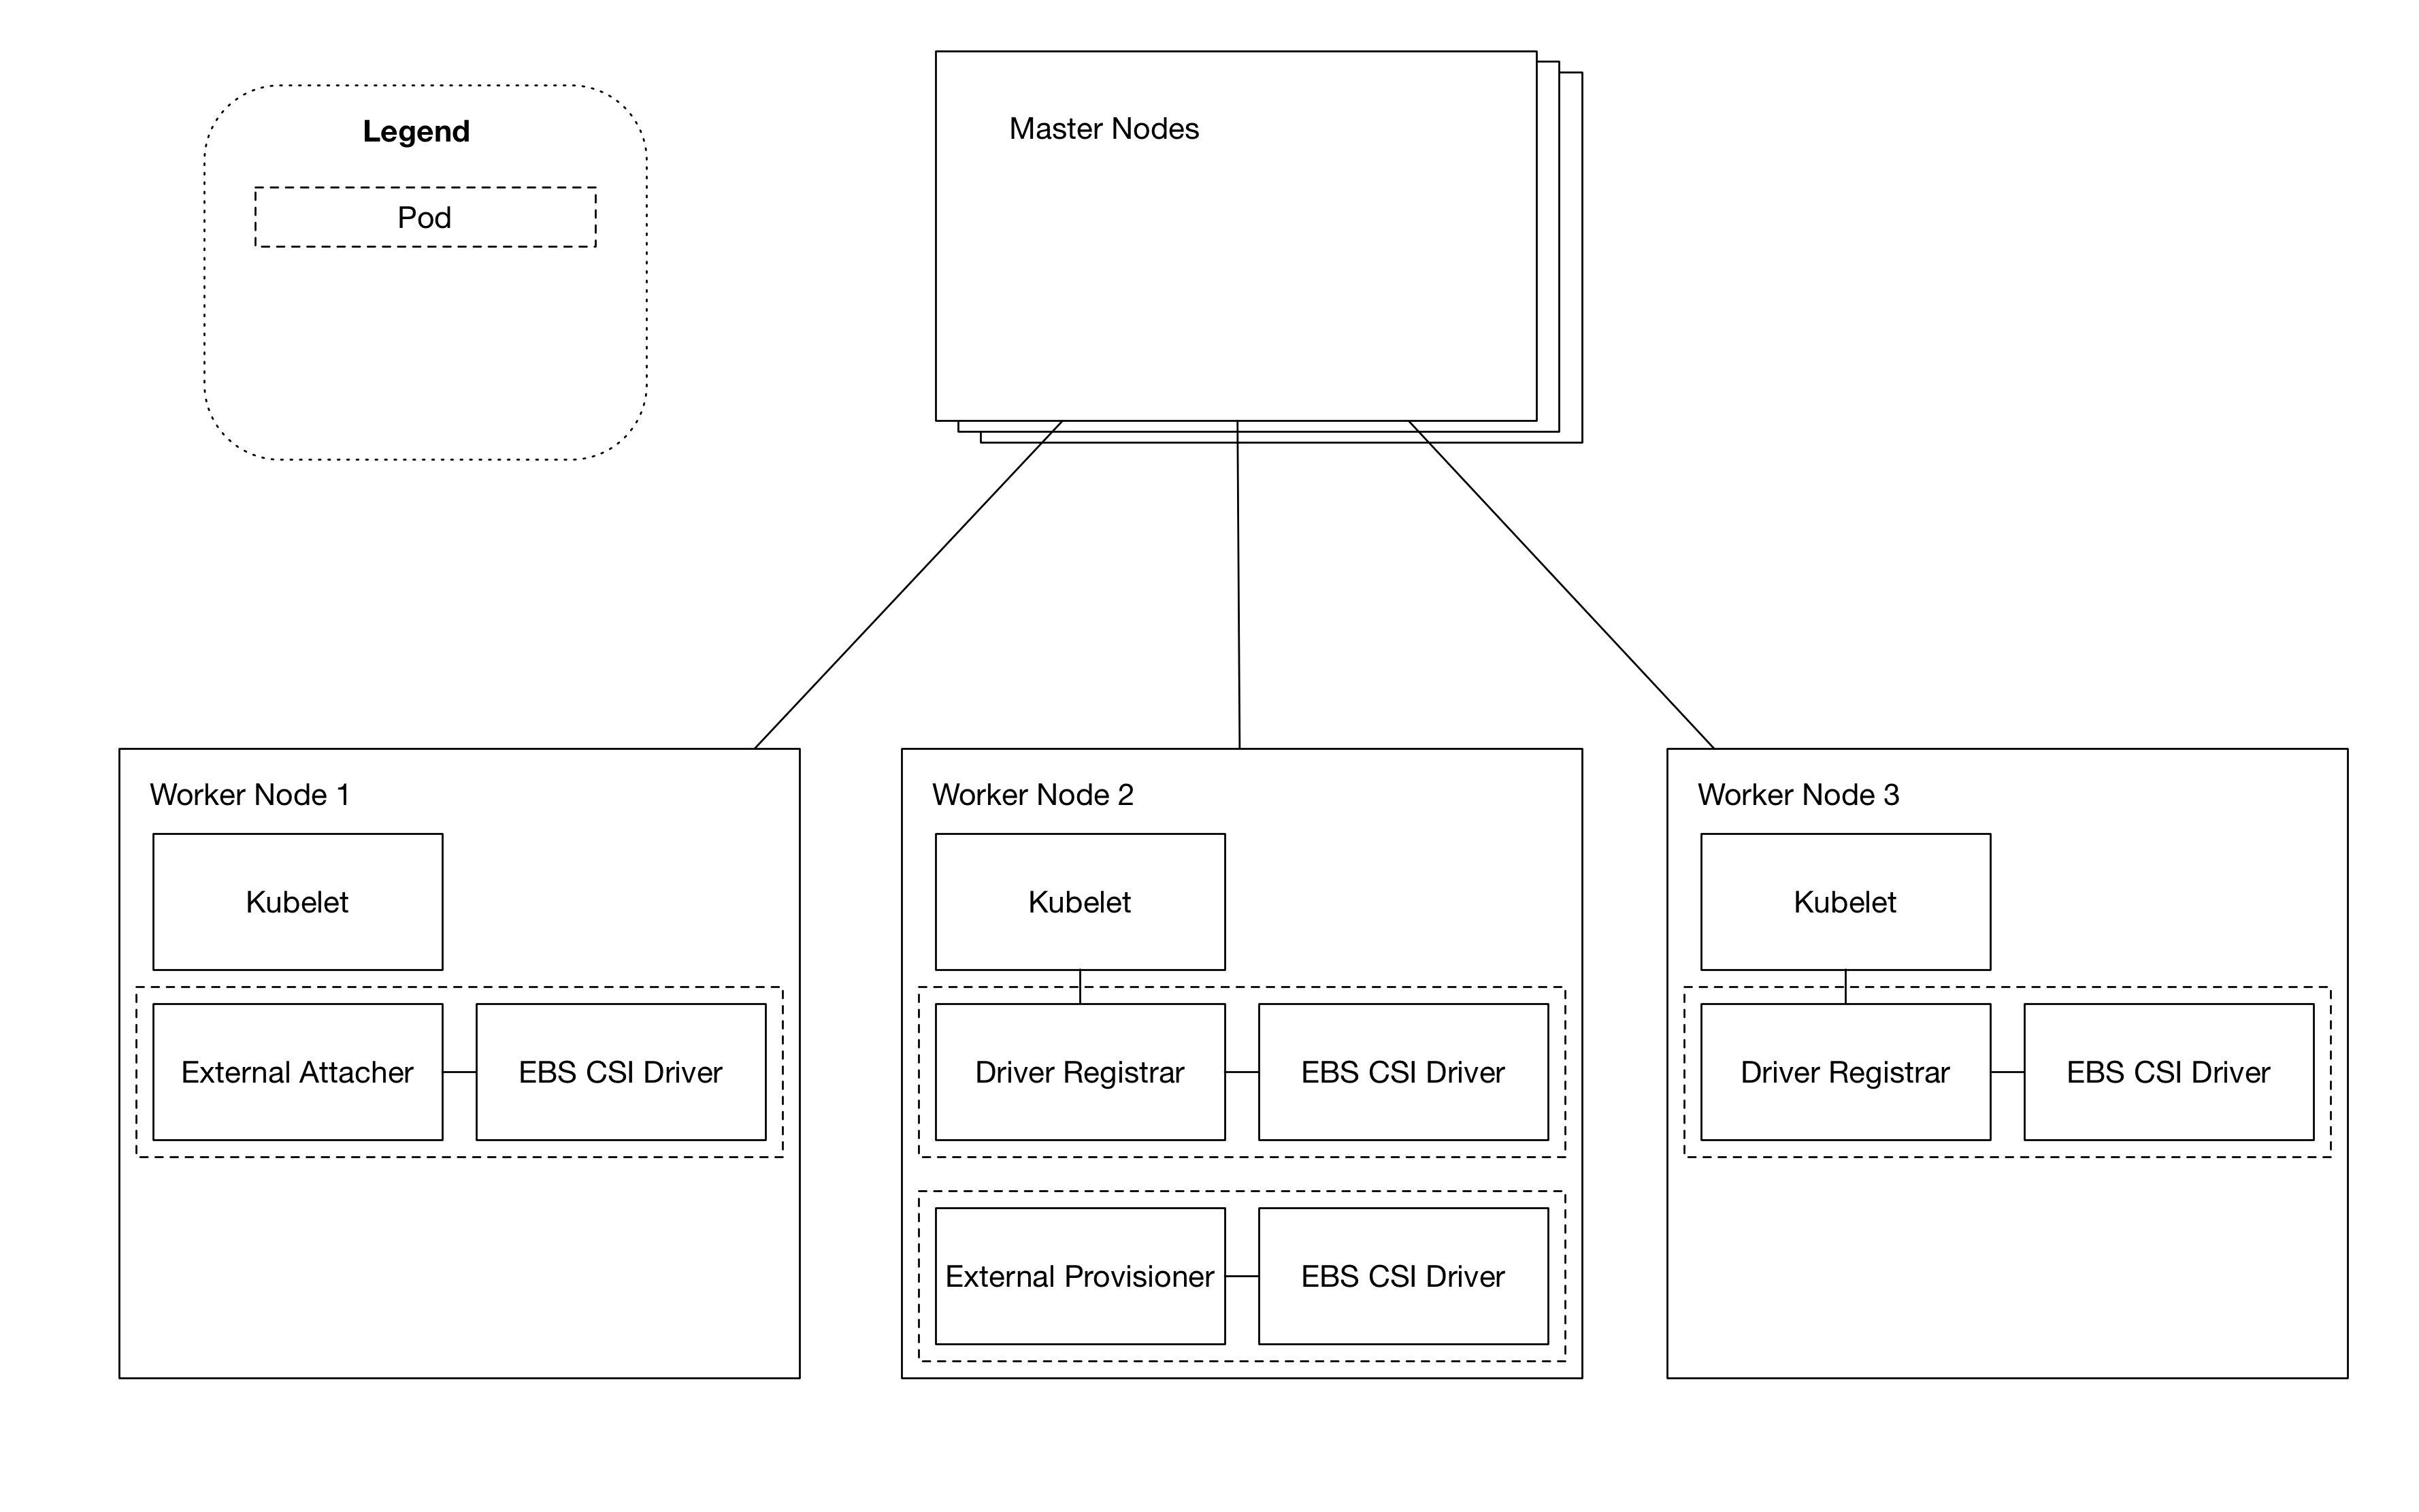 Legend
Pod
Master Nodes
Worker Node 1
Kubelet
External Attacher
EBS CSI Driver
Worker Node 2
Kubelet
Driver Registrar
EBS CSI Driver
External Provisioner
EBS CSI Driver
Worker Node 3
Kubelet
Driver Registrar
EBS CSI Driver